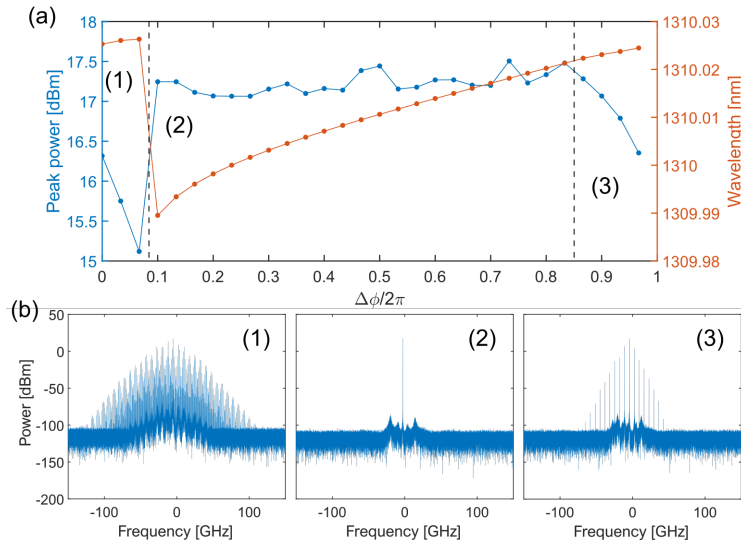 (a)
Peak power [dBm]
17.5
17
16.5
16
15.5
15
(1)
(2)
(3)
1310.03
1310.02
1310.01
1310
1309.99
1309.98
Wavelength [nm]
0 0.1 0.2 0.3 0.4 0.5 0.6 0.7 0.8 0.9 1
Δϕ/2π
(b)
Power [dBm]
50
0
-50
-100
-150
-200
(1) (2) (3)
-100 0 100 -100 0 100 -100 0 100
Frequency [GHz] Frequency [GHz] Frequency [GHz]